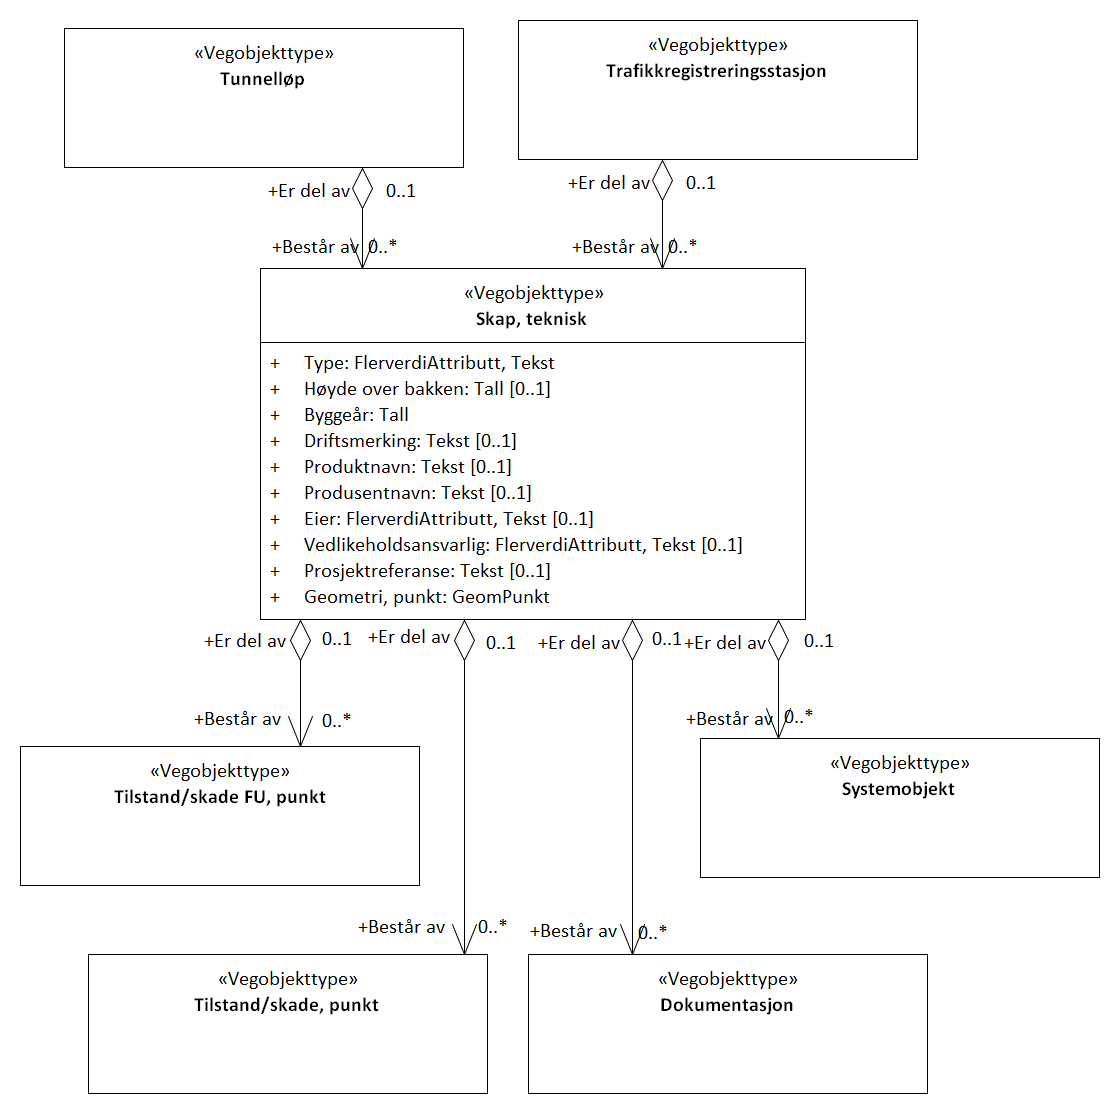 «Vegobjekttype»
Tunnelløp
«Vegobjekttype»
Trafikkregistreringsstasjon
+Er del av 0..1
+Er del av 0..1
+Består av 0..*
+Består av 0..*
«Vegobjekttype»
Skap, teknisk
+ Type: FlerverdiAttributt, Tekst
+ Høyde over bakken: Tall [0..1]
+ Byggeår: Tall
+ Driftsmerking: Tekst [0..1]
+ Produktnavn: Tekst [0..1]
+ Produsentnavn: Tekst [0..1]
+ Eier: FlerverdiAttributt, Tekst [0..1]
+ Vedlikeholdsansvarlig: FlerverdiAttributt, Tekst [0..1]
+ Prosjektreferanse: Tekst [0..1]
+ Geometri, punkt: GeomPunkt
+Er del av 0..1
+Er del av 0..1
+Er del av 0..1
+Er del av 0..1
+Består av 0..*
+Består av 0..*
«Vegobjekttype»
Tilstand/skade FU, punkt
«Vegobjekttype»
Systemobjekt
+Består av 0..*
+Består av 0..*
«Vegobjekttype»
Tilstand/skade, punkt
«Vegobjekttype»
Dokumentasjon